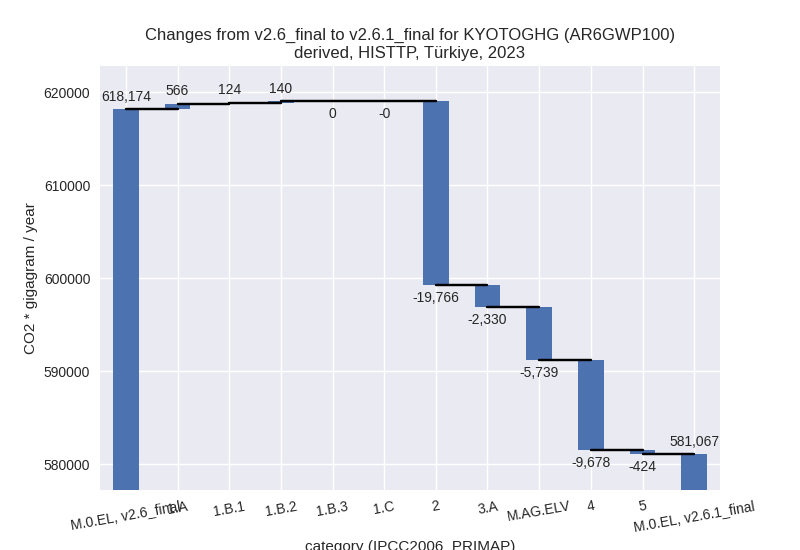 Changes from v2.6_final to v2.6.1_final for KYOTOGHG (AR6GWP100)
derived, HISTTP, Türkiye, 2023
CO2 * gigagram / year
620000
610000
600000
590000
580000
618,174
566
124
140
0
-0
-19,766
-2,330
-5,739
-9,678
-424
581,067
M.0.EL, v2.6_final
1.A
1.B.1
1.B.2
1.B.3
1.C
2
3.A
M.AG.ELV
4
5
M.0.EL, v2.6.1_final
category (IPCC2006_PRIMAP)